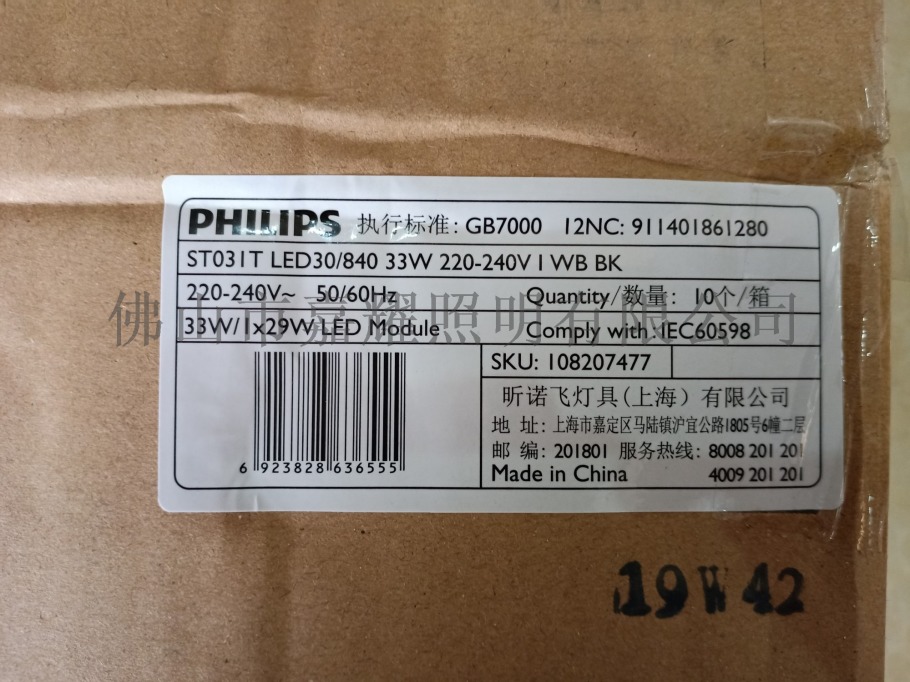 PHILIPS 执行标准: GB7000 12NC: 911401861280
ST031T LED30/840 33W 220-240V I WB BK
220-240V~ 50/60Hz Quantity/数量: 10个/箱
佛山市嘉耀照明有限公司
33W/1x29W LED Module Comply with: IEC60598
SKU: 108207477
昕诺飞灯具(上海)有限公司
地 址: 上海市嘉定区马陆镇沪宜公路1805号6幢二层
邮 编: 201801 服务热线: 8008 201 201
Made in China 4009 201 201
6 923828 636555
19W42